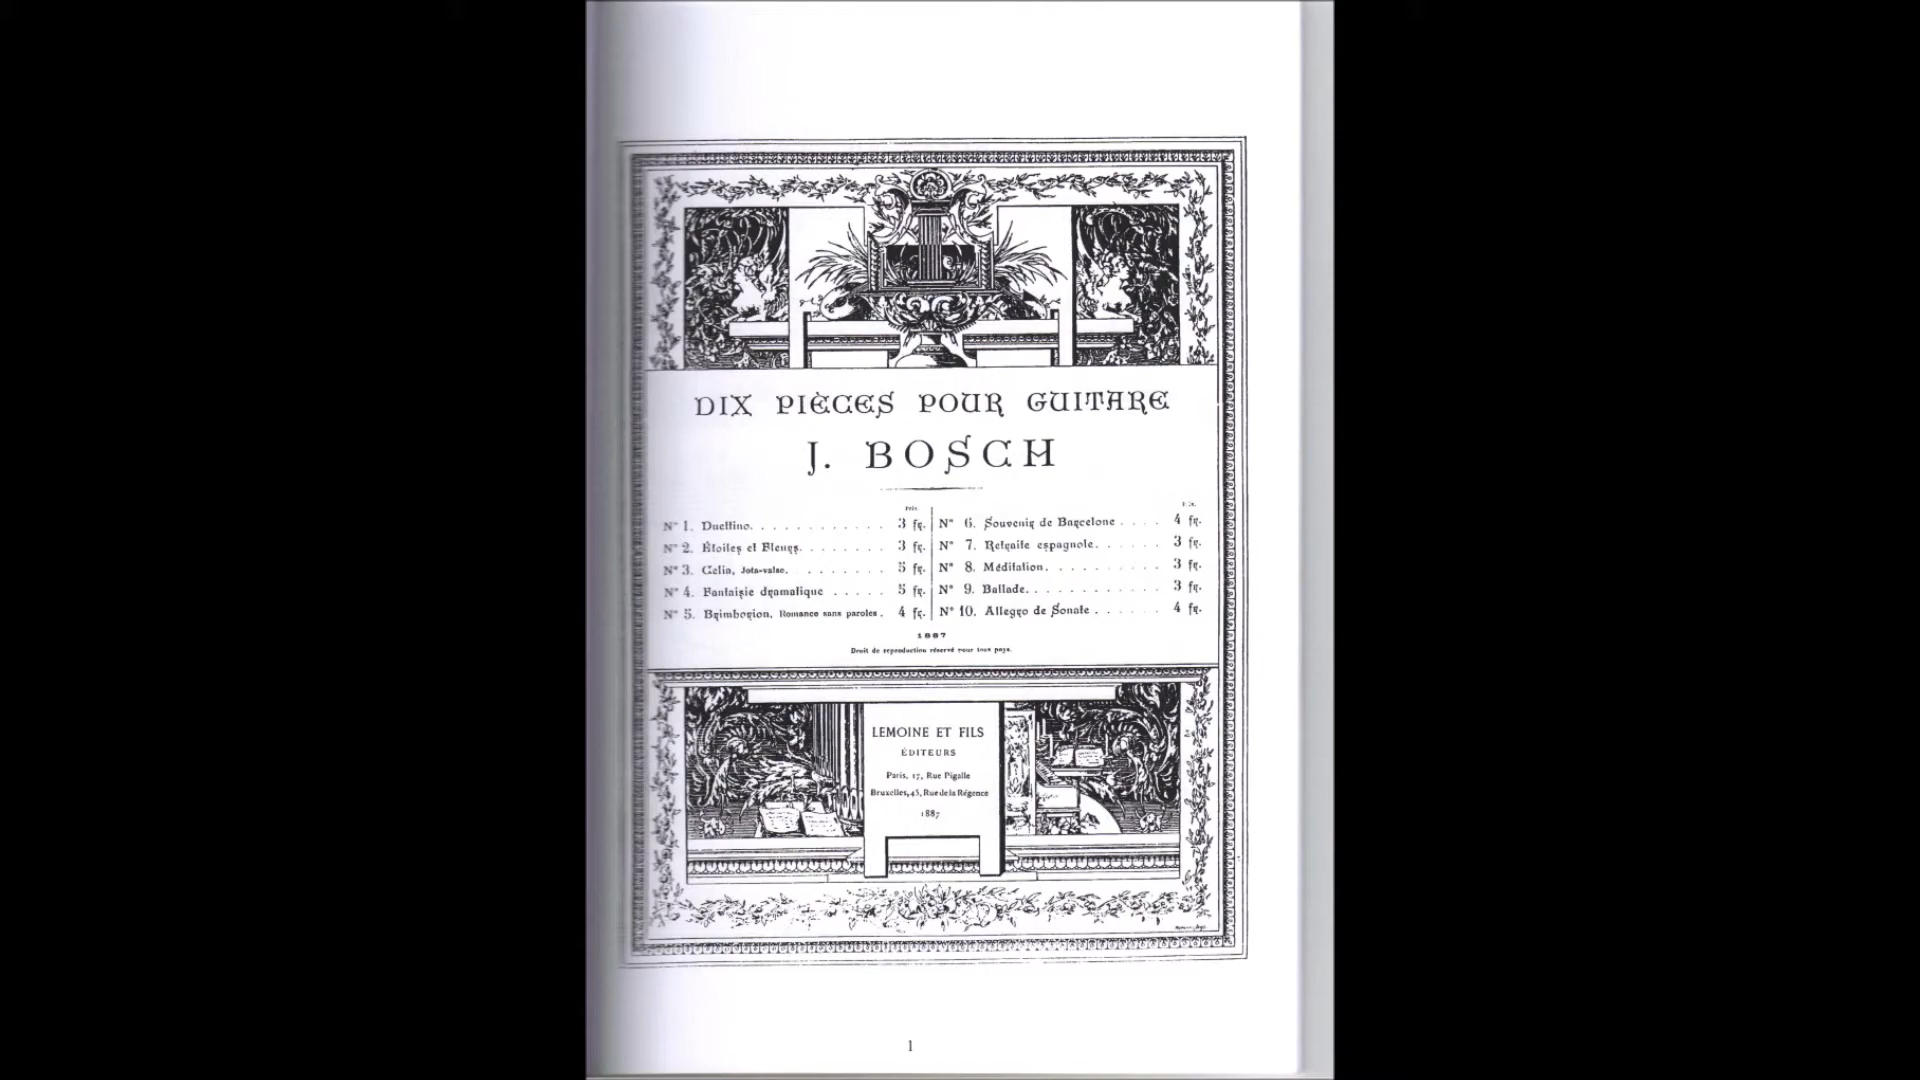 DIX PIÈCES POUR GUITARE
J. BOSCH
Prix.
N° 1. Duettino. . . . . . . . . . . . 3 fr.
N° 2. Étoiles et Fleurs. . . . . . . . 3 fr.
N° 3. Celia, Jota-valse. . . . . . . . 5 fr.
N° 4. Fantaisie dramatique . . . . . 5 fr.
N° 5. Brimborion, Romance sans paroles . 4 fr.
Prix.
N° 6. Souvenir de Barcelone . . . . 4 fr.
N° 7. Retraite espagnole. . . . . . 3 fr.
N° 8. Méditation. . . . . . . . . . 3 fr.
N° 9. Ballade. . . . . . . . . . . . 3 fr.
N° 10. Allegro de Sonate . . . . . . 4 fr.
1887
Droit de reproduction réservé pour tous pays.
LEMOINE ET FILS
ÉDITEURS
Paris, 17, Rue Pigalle
Bruxelles, 45, Rue de la Régence
1887
1